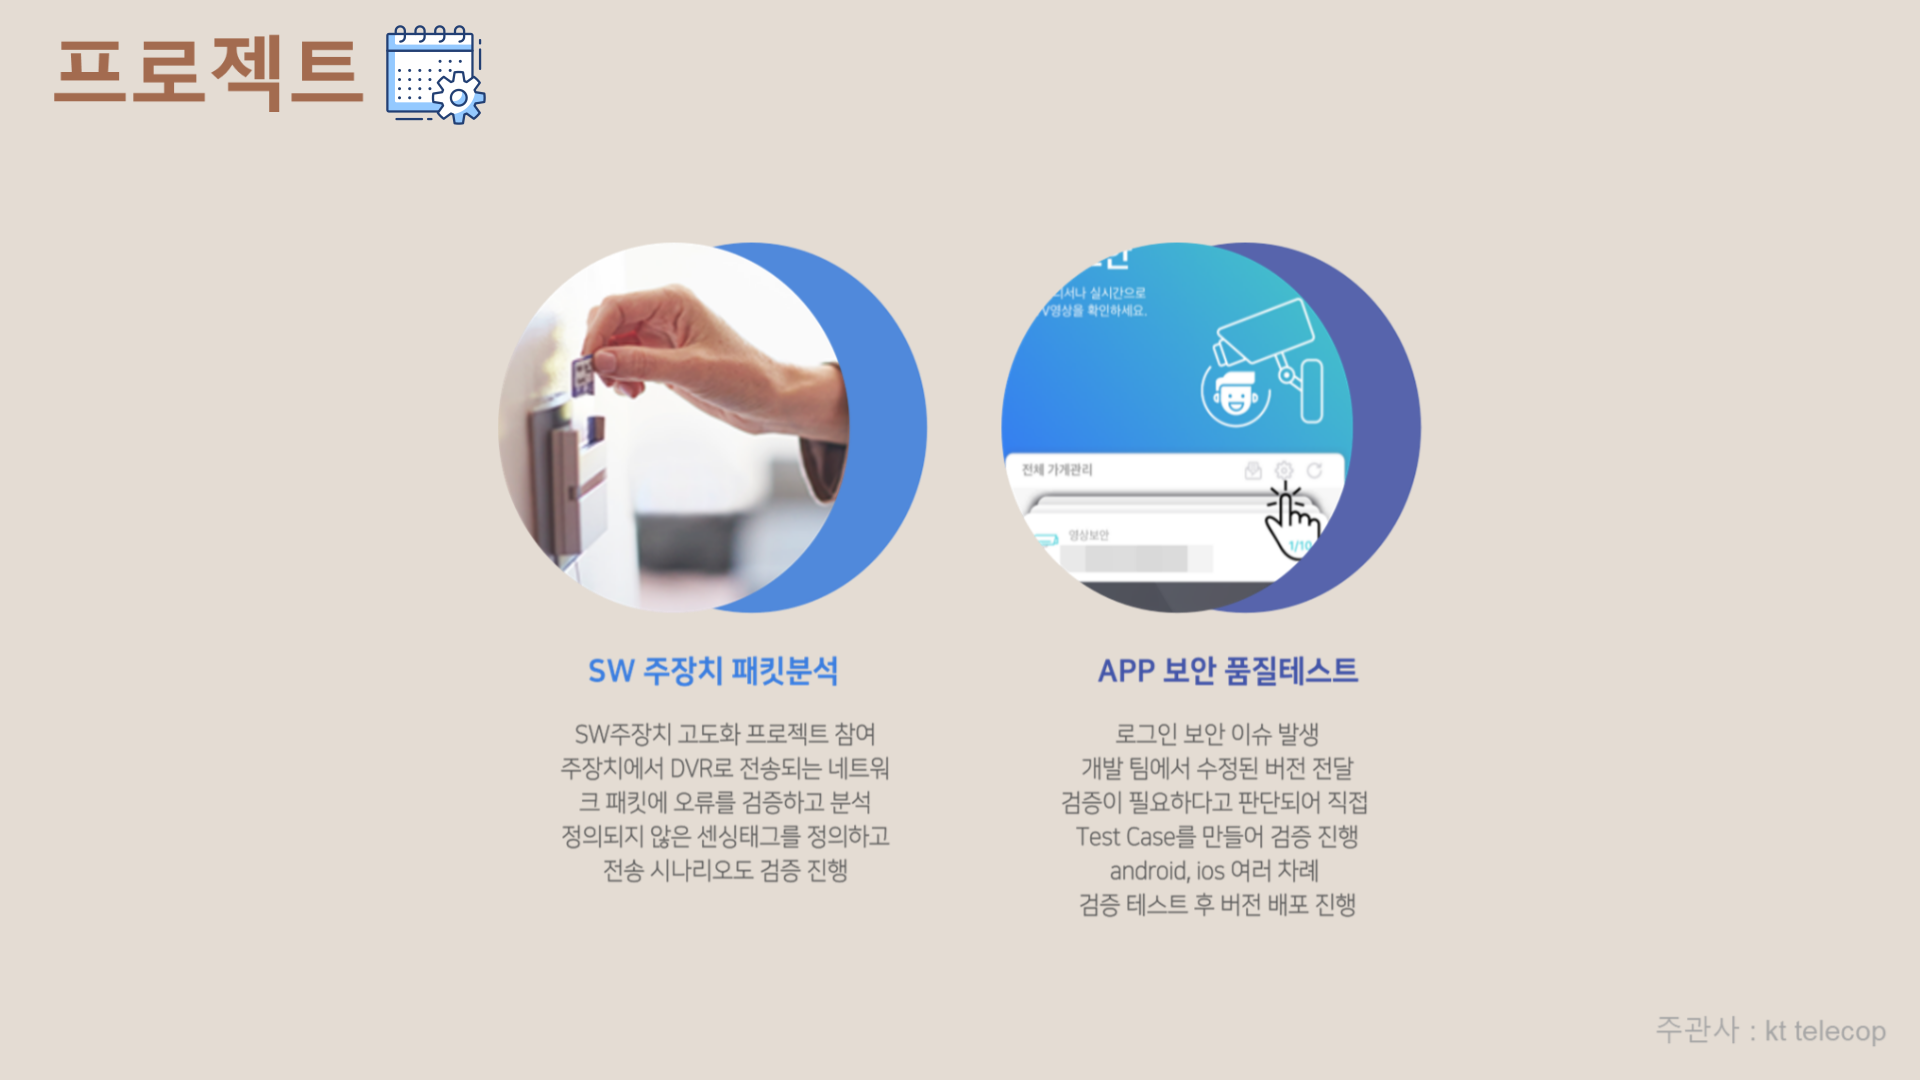 프로젝트
리서나 실시간으로
V영상을 확인하세요.
전체 가게관리
영상보안
1/10
SW 주장치 패킷분석
SW주장치 고도화 프로젝트 참여
주장치에서 DVR로 전송되는 네트워
크 패킷에 오류를 검증하고 분석
정의되지 않은 센싱태그를 정의하고
전송 시나리오도 검증 진행
APP 보안 품질테스트
로그인 보안 이슈 발생
개발 팀에서 수정된 버전 전달
검증이 필요하다고 판단되어 직접
Test Case를 만들어 검증 진행
android, ios 여러 차례
검증 테스트 후 버전 배포 진행
주관사 : kt telecop